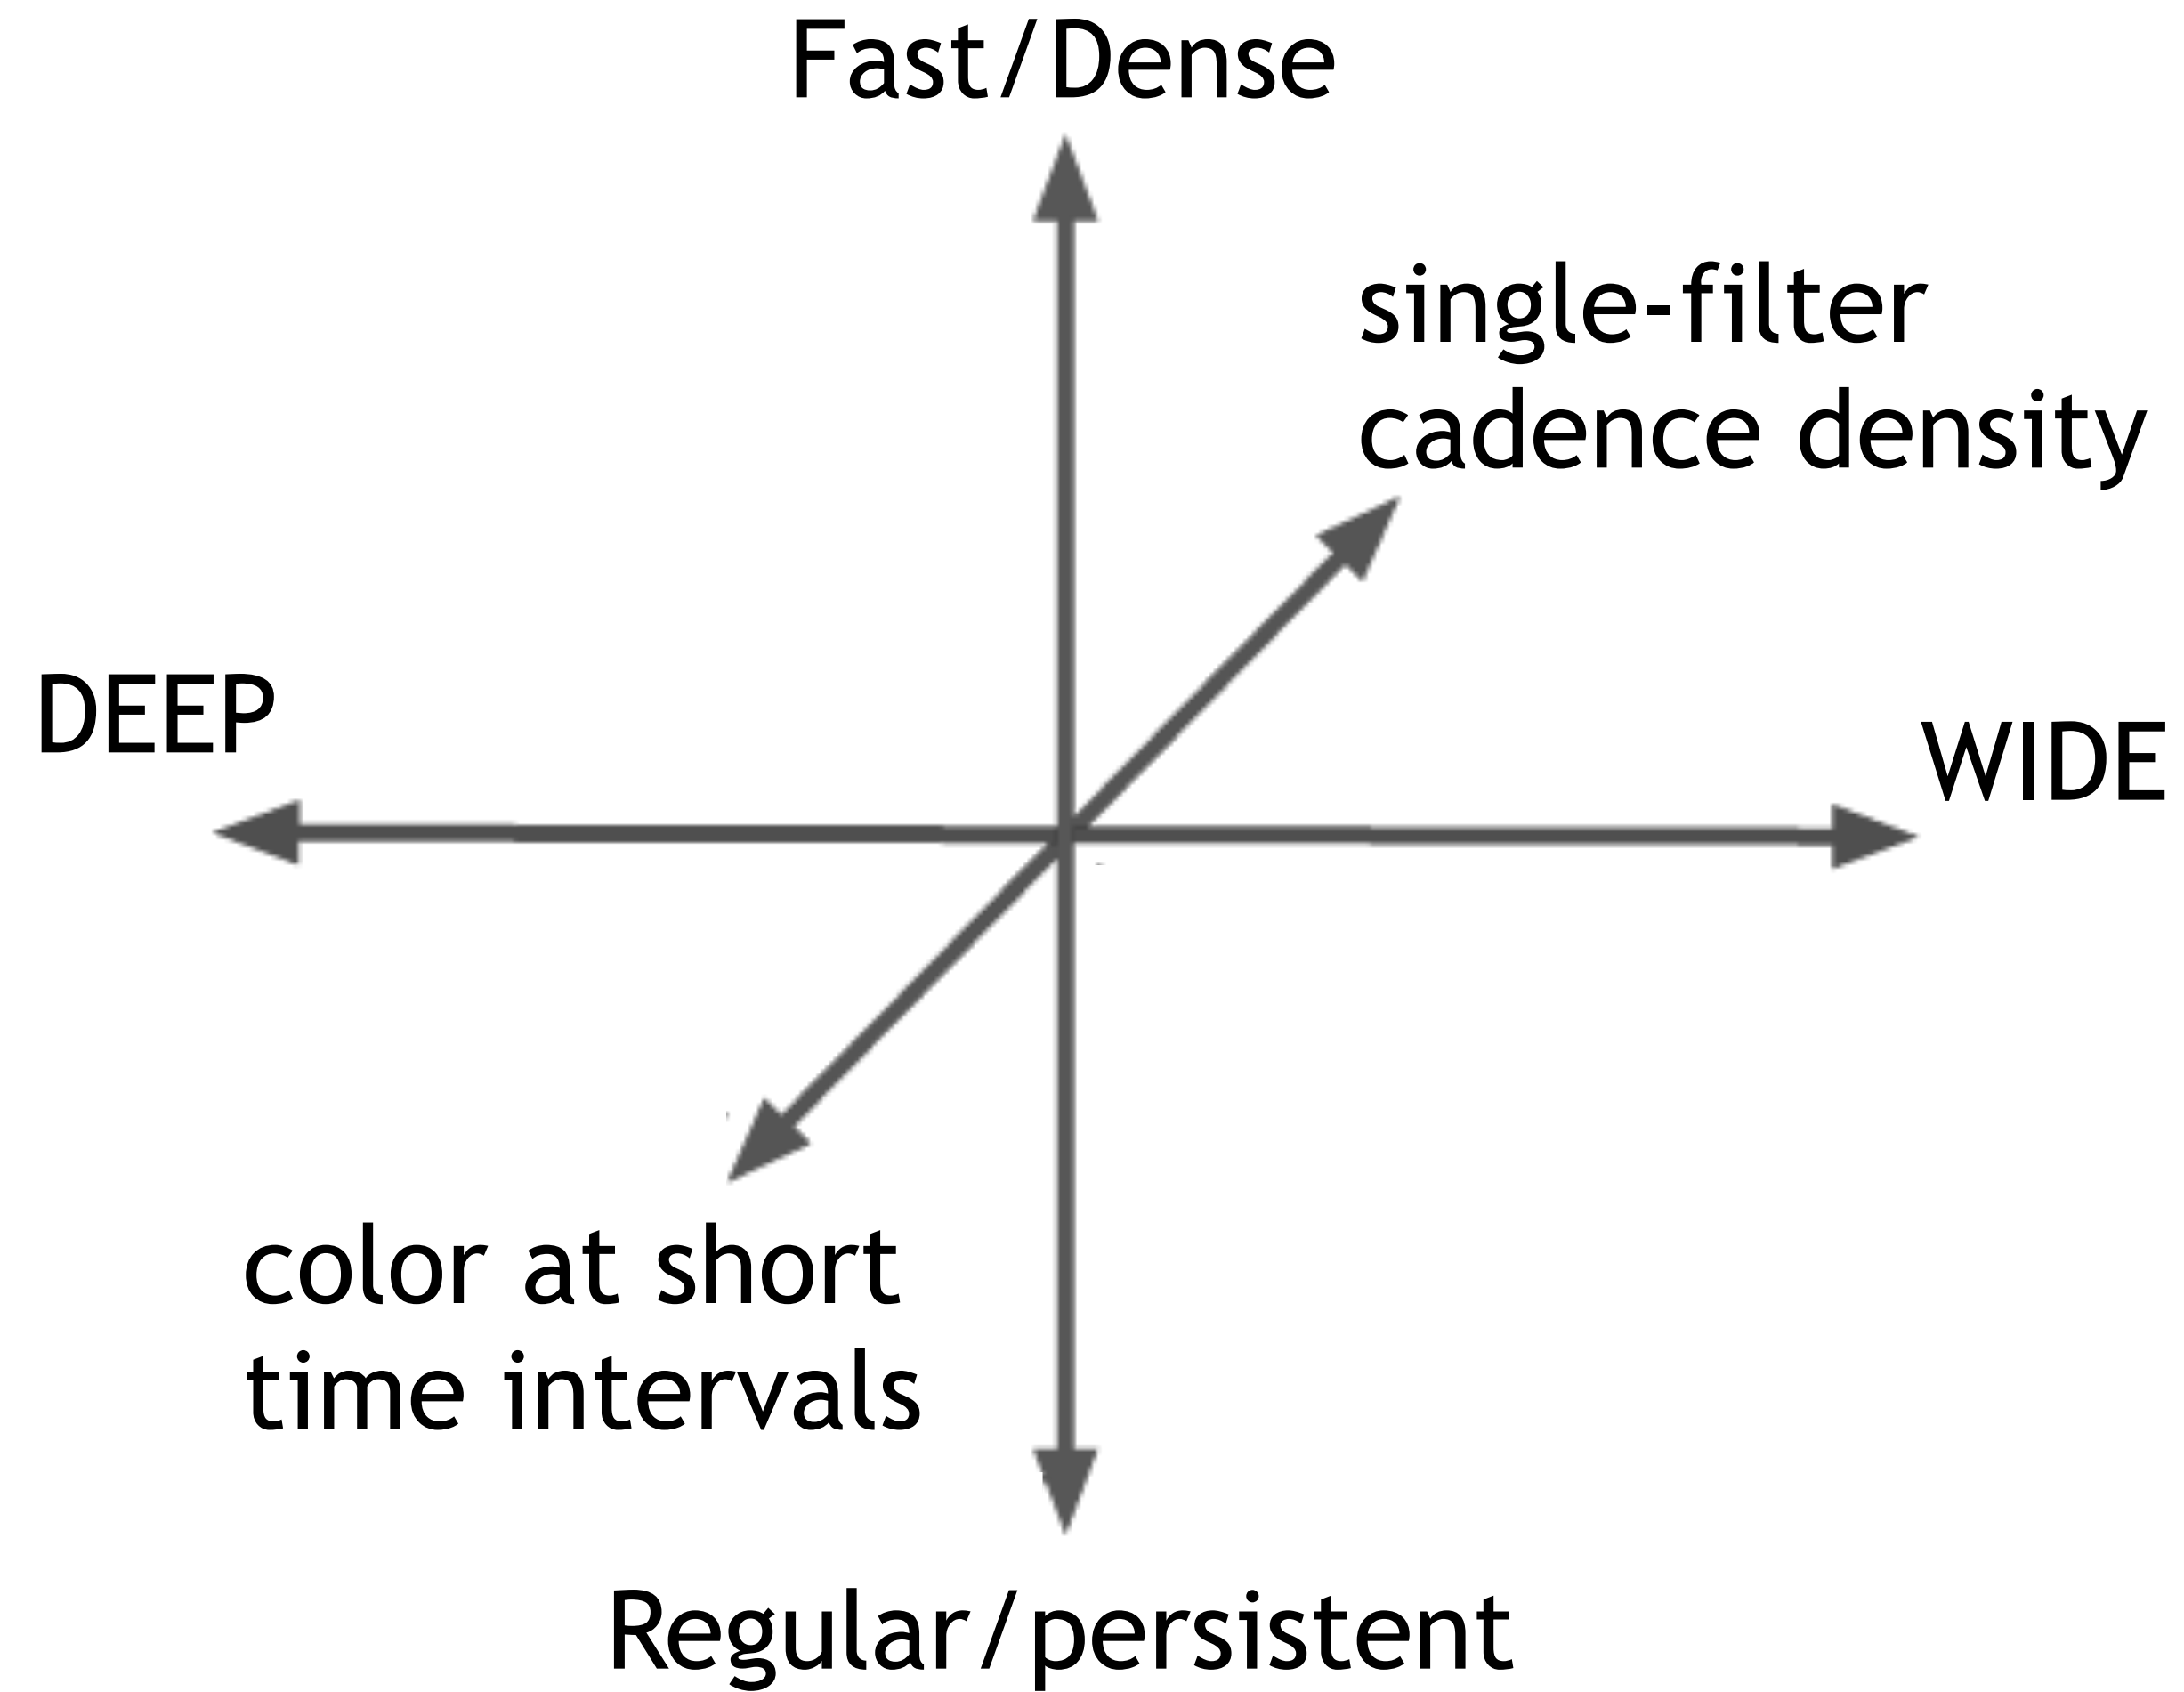 Fast/Dense
single-filter
cadence density
DEEP
WIDE
color at short
time intervals
Regular/persistent